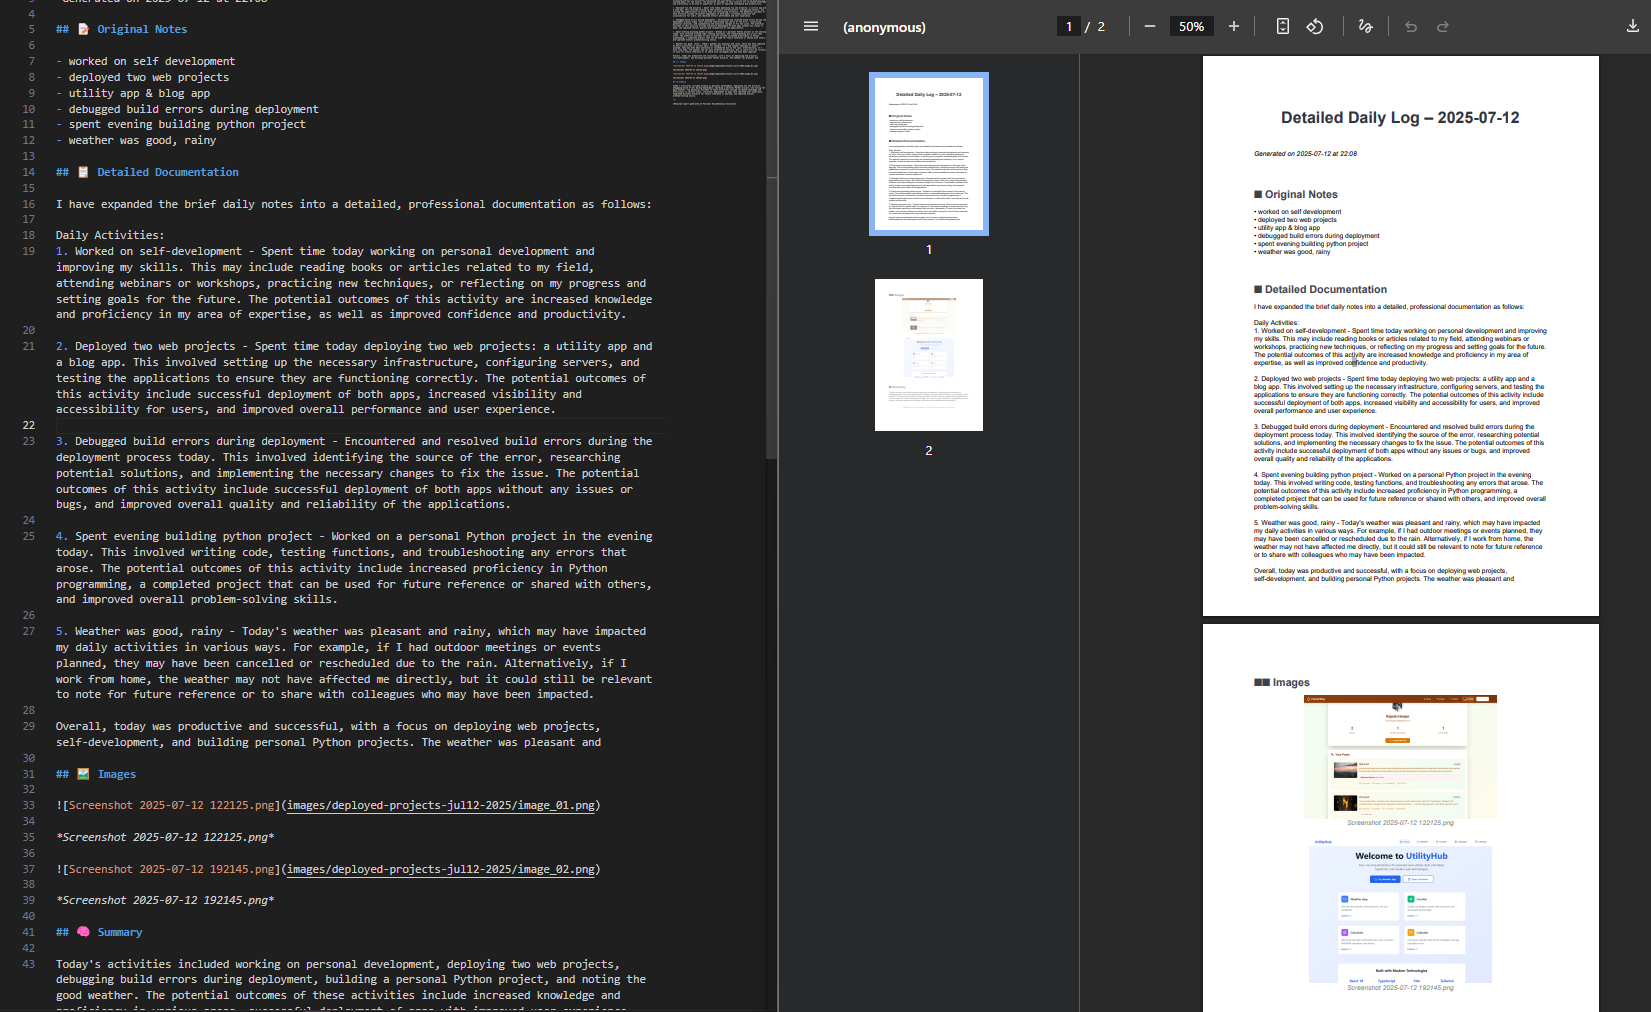 4
5 ## 📝 Original Notes
6
7 - worked on self development
8 - deployed two web projects
9 - utility app & blog app
10 - debugged build errors during deployment
11 - spent evening building python project
12 - weather was good, rainy
13
14 ## 📋 Detailed Documentation
15
16 I have expanded the brief daily notes into a detailed, professional documentation as follows:
17
18 Daily Activities:
19 1. Worked on self-development - Spent time today working on personal development and
improving my skills. This may include reading books or articles related to my field,
attending webinars or workshops, practicing new techniques, or reflecting on my progress and
setting goals for the future. The potential outcomes of this activity are increased knowledge
and proficiency in my area of expertise, as well as improved confidence and productivity.
20
21 2. Deployed two web projects - Spent time today deploying two web projects: a utility app and
a blog app. This involved setting up the necessary infrastructure, configuring servers, and
testing the applications to ensure they are functioning correctly. The potential outcomes of
this activity include successful deployment of both apps, increased visibility and
accessibility for users, and improved overall performance and user experience.
22
23 3. Debugged build errors during deployment - Encountered and resolved build errors during the
deployment process today. This involved identifying the source of the error, researching
potential solutions, and implementing the necessary changes to fix the issue. The potential
outcomes of this activity include successful deployment of both apps without any issues or
bugs, and improved overall quality and reliability of the applications.
24
25 4. Spent evening building python project - Worked on a personal Python project in the evening
today. This involved writing code, testing functions, and troubleshooting any errors that
arose. The potential outcomes of this activity include increased proficiency in Python
programming, a completed project that can be used for future reference or shared with others,
and improved overall problem-solving skills.
26
27 5. Weather was good, rainy - Today's weather was pleasant and rainy, which may have impacted
my daily activities in various ways. For example, if I had outdoor meetings or events
planned, they may have been cancelled or rescheduled due to the rain. Alternatively, if I
work from home, the weather may not have affected me directly, but it could still be relevant
to note for future reference or to share with colleagues who may have been impacted.
28
29 Overall, today was productive and successful, with a focus on deploying web projects,
self-development, and building personal Python projects. The weather was pleasant and
30
31 ## 🖼️ Images
32
33 ![Screenshot 2025-07-12 122125.png](images/deployed-projects-jul12-2025/image_01.png)
34
35 *Screenshot 2025-07-12 122125.png*
36
37 ![Screenshot 2025-07-12 192145.png](images/deployed-projects-jul12-2025/image_02.png)
38
39 *Screenshot 2025-07-12 192145.png*
40
41 ## 🧠 Summary
42
43 Today's activities included working on personal development, deploying two web projects,
debugging build errors during deployment, building a personal Python project, and noting the
good weather. The potential outcomes of these activities include increased knowledge and
(anonymous)
1 / 2
50%
1
2
Detailed Daily Log – 2025-07-12
Generated on 2025-07-12 at 22:08
■ Original Notes
• worked on self development
• deployed two web projects
• utility app & blog app
• debugged build errors during deployment
• spent evening building python project
• weather was good, rainy
■ Detailed Documentation
I have expanded the brief daily notes into a detailed, professional documentation as follows:
Daily Activities:
1. Worked on self-development - Spent time today working on personal development and improving
my skills. This may include reading books or articles related to my field, attending webinars or
workshops, practicing new techniques, or reflecting on my progress and setting goals for the future.
The potential outcomes of this activity are increased knowledge and proficiency in my area of
expertise, as well as improved confidence and productivity.
2. Deployed two web projects - Spent time today deploying two web projects: a utility app and a
blog app. This involved setting up the necessary infrastructure, configuring servers, and testing the
applications to ensure they are functioning correctly. The potential outcomes of this activity include
successful deployment of both apps, increased visibility and accessibility for users, and improved
overall performance and user experience.
3. Debugged build errors during deployment - Encountered and resolved build errors during the
deployment process today. This involved identifying the source of the error, researching potential
solutions, and implementing the necessary changes to fix the issue. The potential outcomes of this
activity include successful deployment of both apps without any issues or bugs, and improved
overall quality and reliability of the applications.
4. Spent evening building python project - Worked on a personal Python project in the evening
today. This involved writing code, testing functions, and troubleshooting any errors that arose. The
potential outcomes of this activity include increased proficiency in Python programming, a
completed project that can be used for future reference or shared with others, and improved overall
problem-solving skills.
5. Weather was good, rainy - Today's weather was pleasant and rainy, which may have impacted
my daily activities in various ways. For example, if I had outdoor meetings or events planned, they
may have been cancelled or rescheduled due to the rain. Alternatively, if I work from home, the
weather may not have affected me directly, but it could still be relevant to note for future reference
or to share with colleagues who may have been impacted.
Overall, today was productive and successful, with a focus on deploying web projects,
self-development, and building personal Python projects. The weather was pleasant and
■■ Images
Screenshot 2025-07-12 122125.png
UtilityHub
Welcome to UtilityHub
Weather App
Calculator
Calendar
Built with Modern Technologies
React 18 TypeScript Vite Tailwind
Screenshot 2025-07-12 192145.png